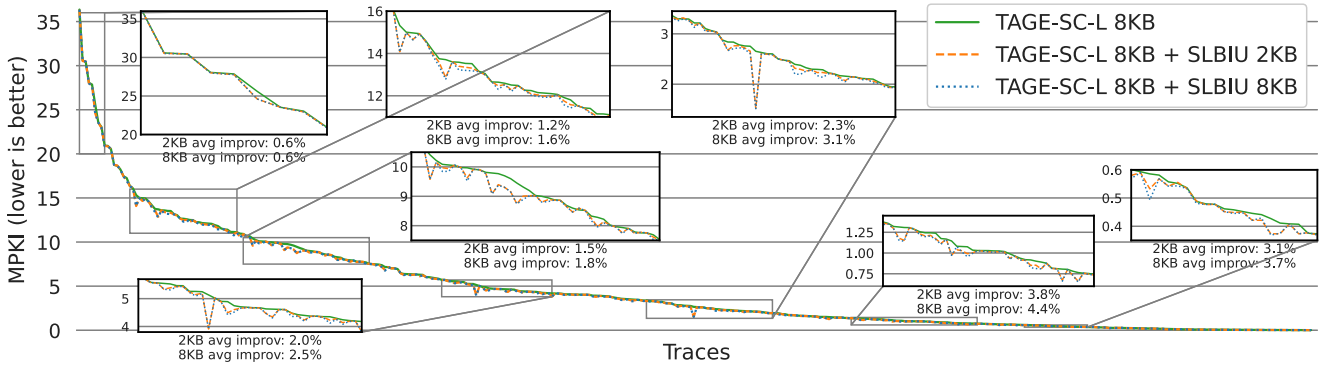 MPKI (lower is better)
35
30
25
20
15
10
5
0
Traces
TAGE-SC-L 8KB
TAGE-SC-L 8KB + SLBIU 2KB
TAGE-SC-L 8KB + SLBIU 8KB
35
30
25
20
2KB avg improv: 0.6%
8KB avg improv: 0.6%
16
14
12
2KB avg improv: 1.2%
8KB avg improv: 1.6%
3
2
2KB avg improv: 2.3%
8KB avg improv: 3.1%
10
9
8
2KB avg improv: 1.5%
8KB avg improv: 1.8%
0.6
0.5
0.4
2KB avg improv: 3.1%
8KB avg improv: 3.7%
1.25
1.00
0.75
2KB avg improv: 3.8%
8KB avg improv: 4.4%
5
4
2KB avg improv: 2.0%
8KB avg improv: 2.5%